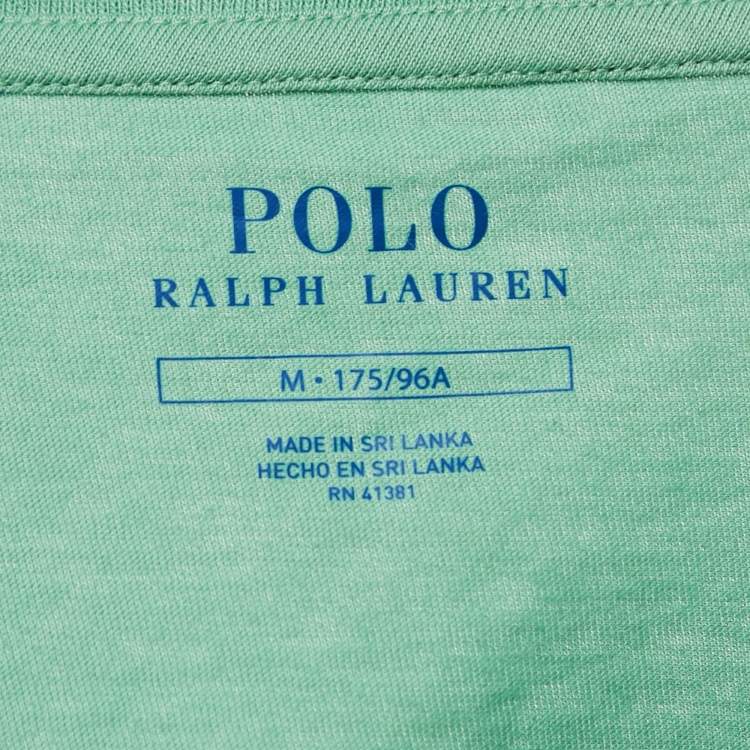 POLO
RALPH LAUREN
M • 175/96A
MADE IN SRI LANKA
HECHO EN SRI LANKA
RN 41381